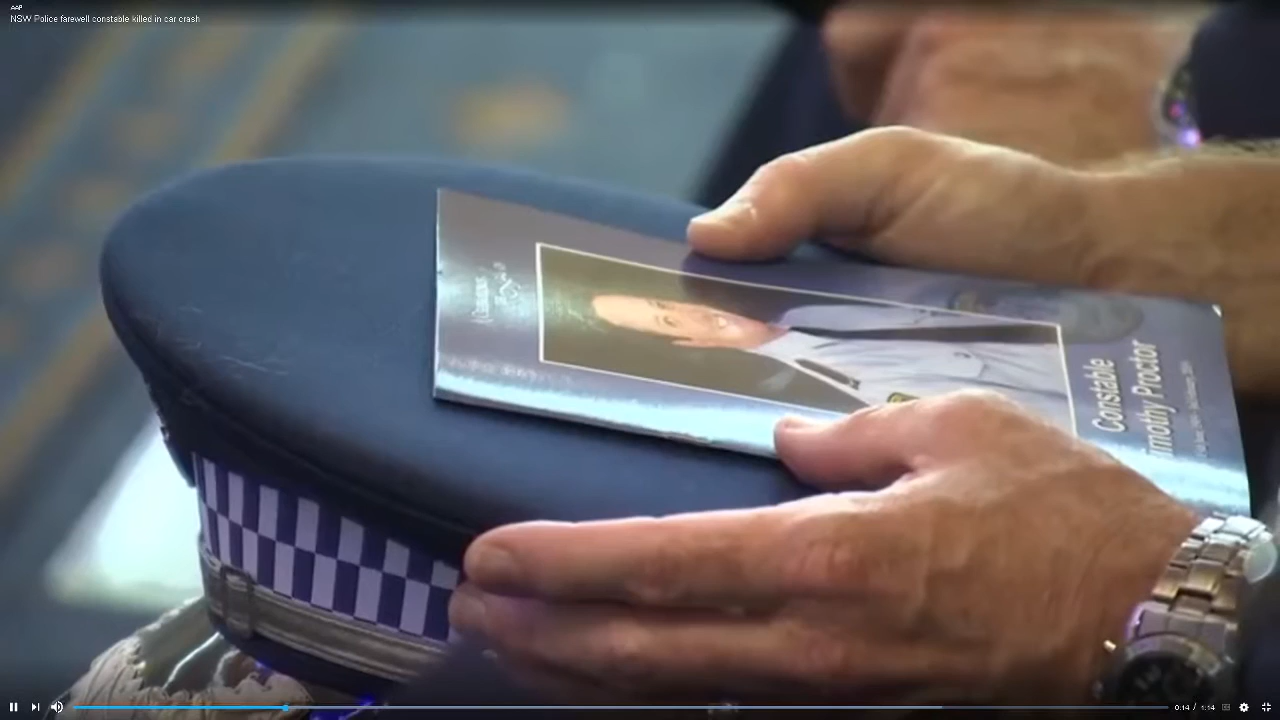 AAP
NSW Police farewell constable killed in car crash
Constable
Timothy Proctor
0:14 / 1:14